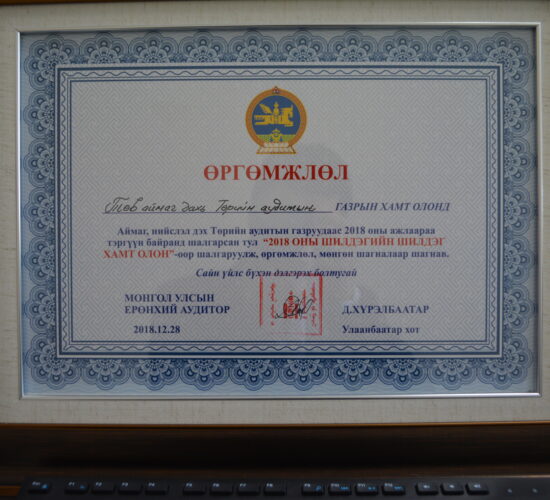 ӨРГӨМЖЛӨЛ
Төв аймаг дахь Төрийн аудитын ГАЗРЫН ХАМТ ОЛОНД
Аймаг, нийслэл дэх Төрийн аудитын газруудаас 2018 оны ажлаараа
тэргүүн байранд шалгарсан тул "2018 ОНЫ ШИЛДЭГИЙН ШИЛДЭГ
ХАМТ ОЛОН"-оор шалгаруулж, өргөмжлөл, мөнгөн шагналаар шагнав.
Сайн үйлс бүхэн дэлгэрэх болтугай
МОНГОЛ УЛСЫН
ЕРӨНХИЙ АУДИТОР Д.ХҮРЭЛБААТАР
2018.12.28 Улаанбаатар хот